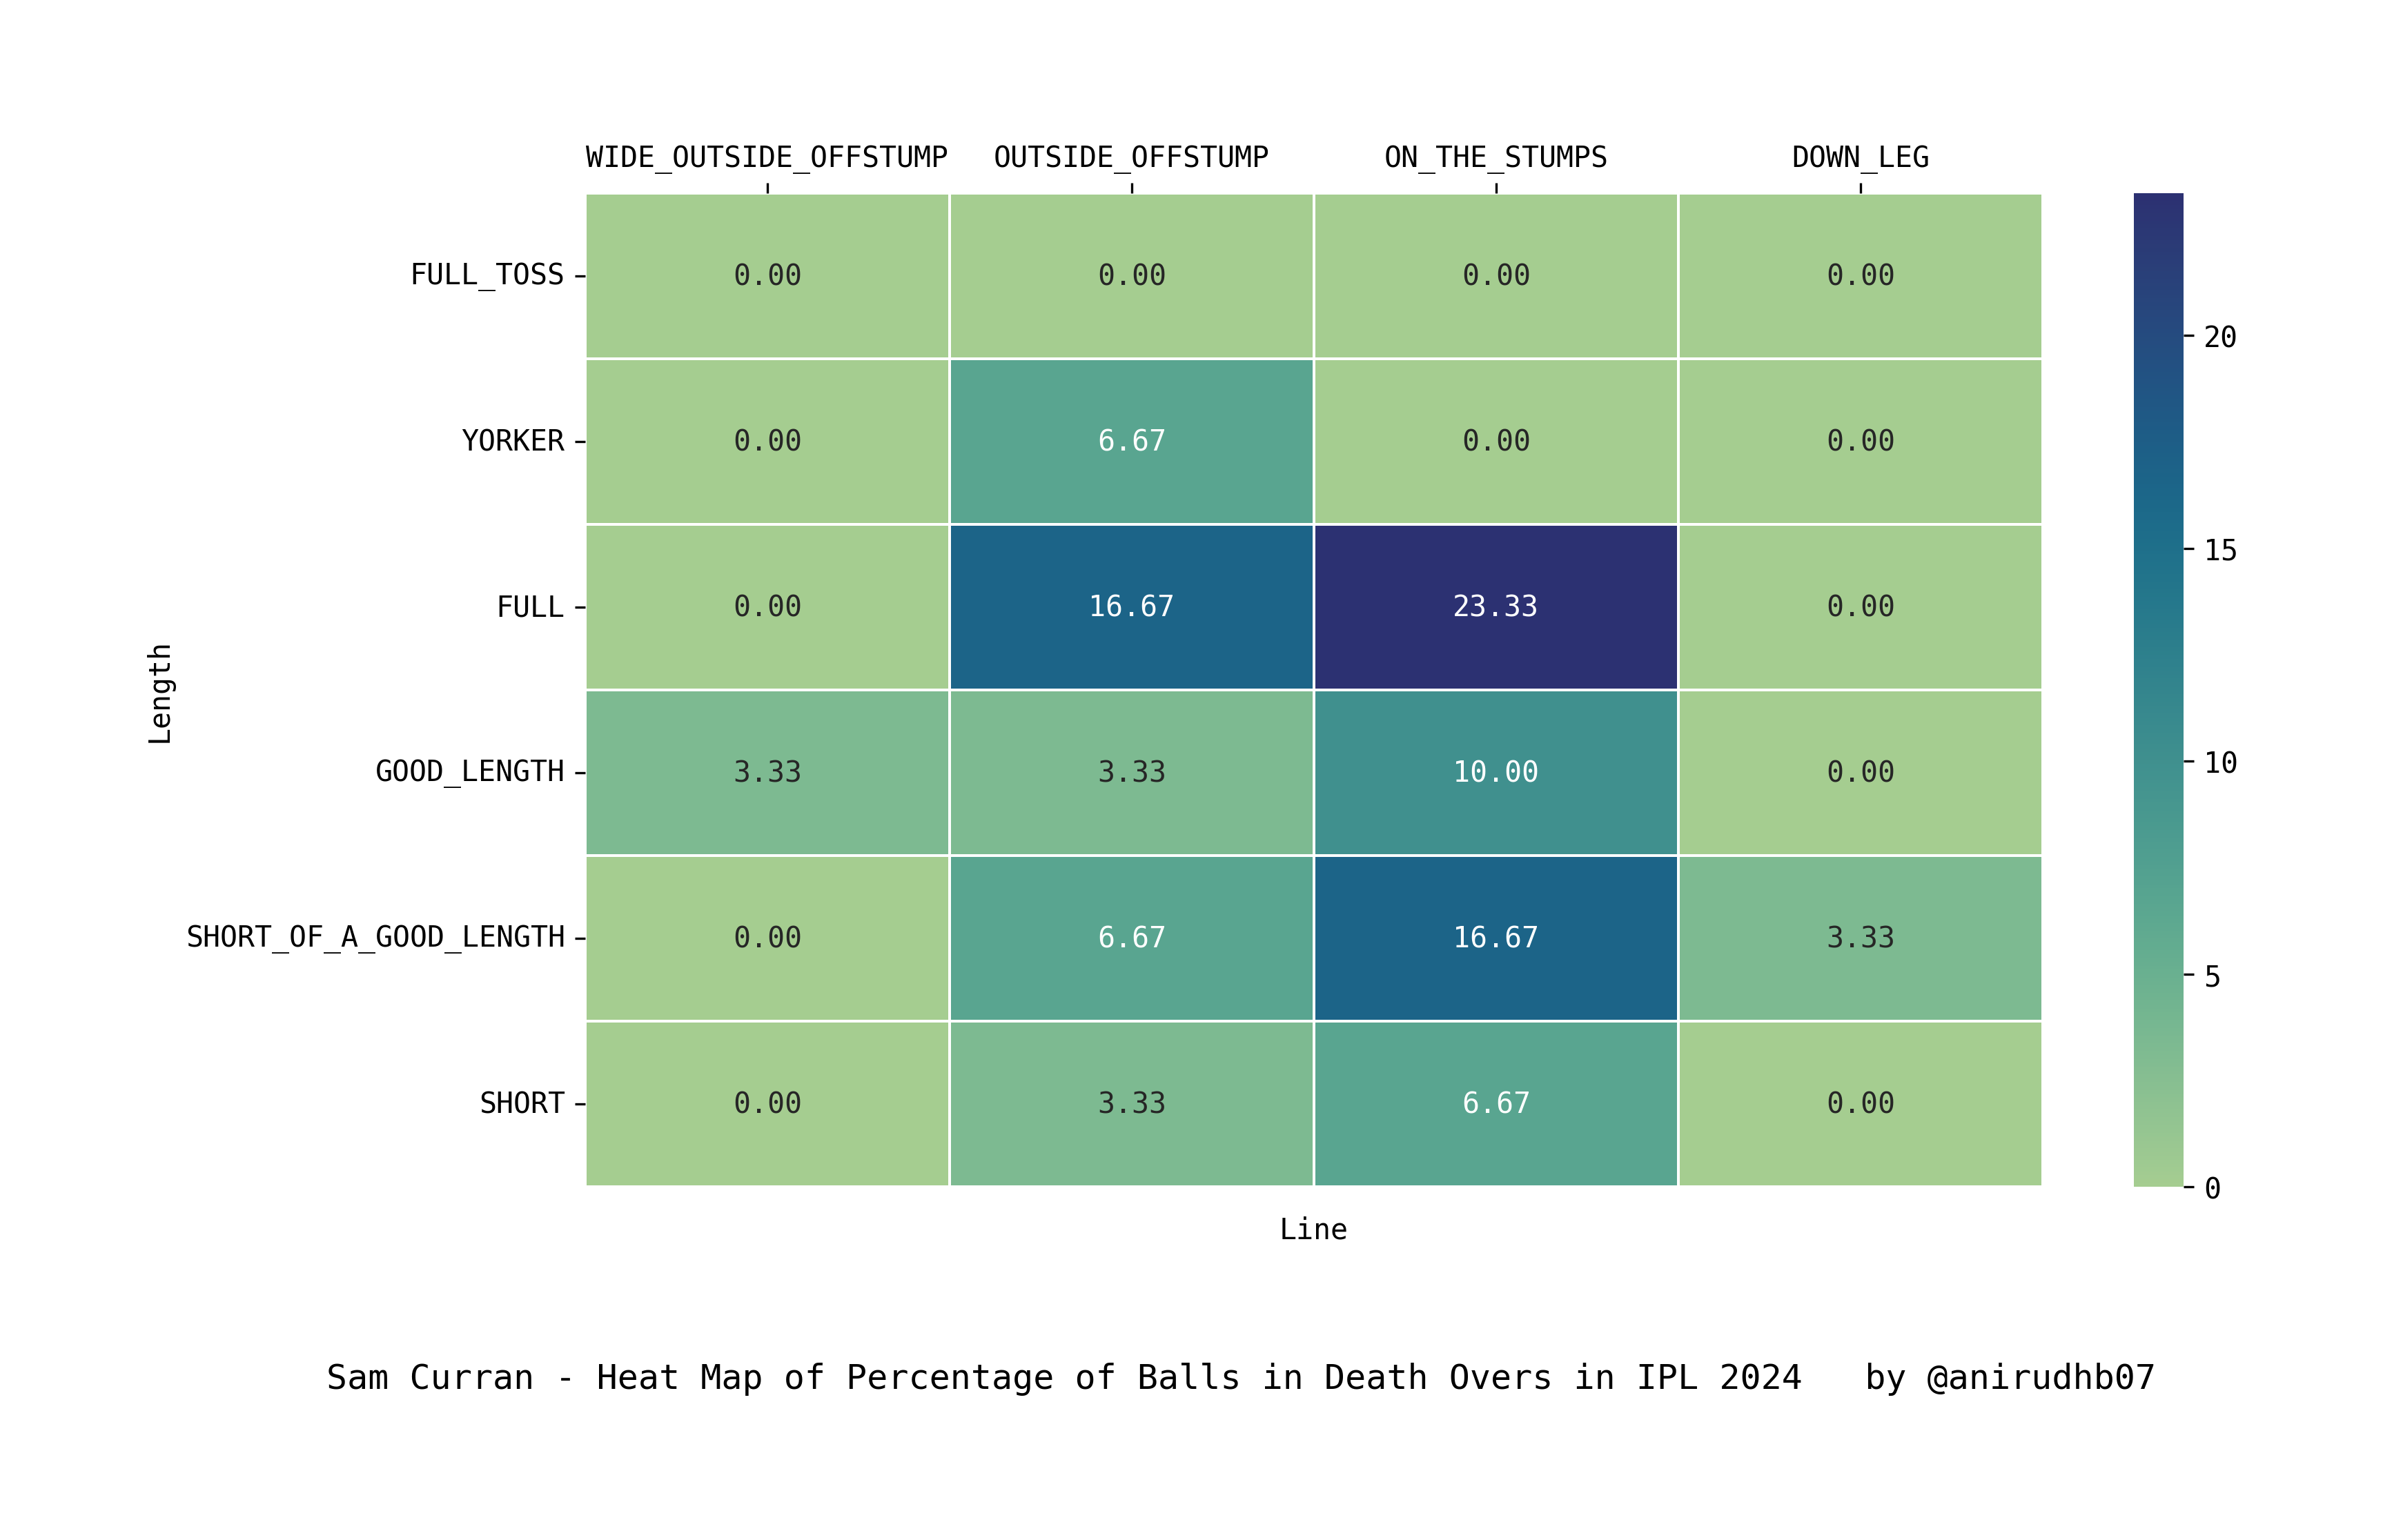 WIDE_OUTSIDE_OFFSTUMP OUTSIDE_OFFSTUMP ON_THE_STUMPS DOWN_LEG
FULL_TOSS 0.00 0.00 0.00 0.00
YORKER 0.00 6.67 0.00 0.00
FULL 0.00 16.67 23.33 0.00
GOOD_LENGTH 3.33 3.33 10.00 0.00
SHORT_OF_A_GOOD_LENGTH 0.00 6.67 16.67 3.33
SHORT 0.00 3.33 6.67 0.00
Length
Line
20
15
10
5
0
Sam Curran - Heat Map of Percentage of Balls in Death Overs in IPL 2024 by @anirudhb07